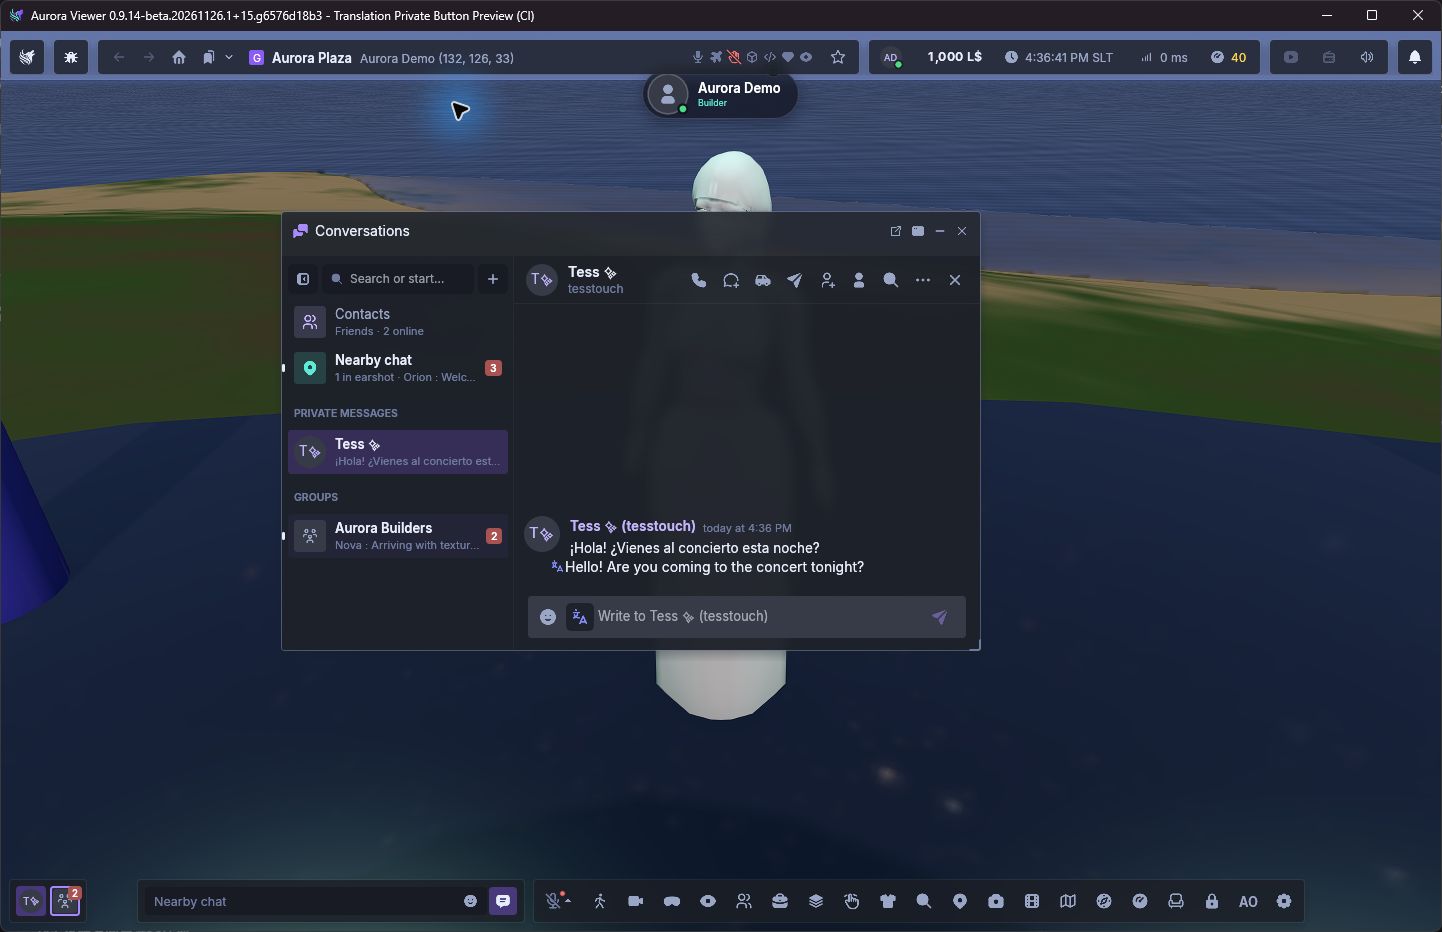 Aurora Viewer 0.9.14-beta.20261126.1+15.g6576d18b3 - Translation Private Button Preview (CI)
G Aurora Plaza Aurora Demo (132, 126, 33)
AD 1,000 L$ 4:36:41 PM SLT 0 ms 40
Aurora Demo
Builder
Conversations
Search or start...
Contacts
Friends · 2 online
Nearby chat
1 in earshot · Orion : Welc...
3
PRIVATE MESSAGES
T
Tess
¡Hola! ¿Vienes al concierto est...
GROUPS
Aurora Builders
Nova : Arriving with textur...
2
T
Tess
tesstouch
T
Tess (tesstouch) today at 4:36 PM
¡Hola! ¿Vienes al concierto esta noche?
Hello! Are you coming to the concert tonight?
Write to Tess (tesstouch)
T
2
Nearby chat
AO